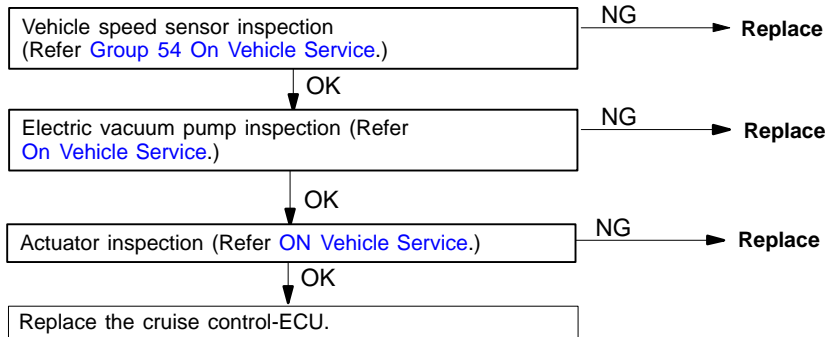 Vehicle speed sensor inspection
(Refer Group 54 On Vehicle Service.)
NG
Replace
OK
Electric vacuum pump inspection (Refer
On Vehicle Service.)
NG
Replace
OK
Actuator inspection (Refer ON Vehicle Service.)
NG
Replace
OK
Replace the cruise control-ECU.